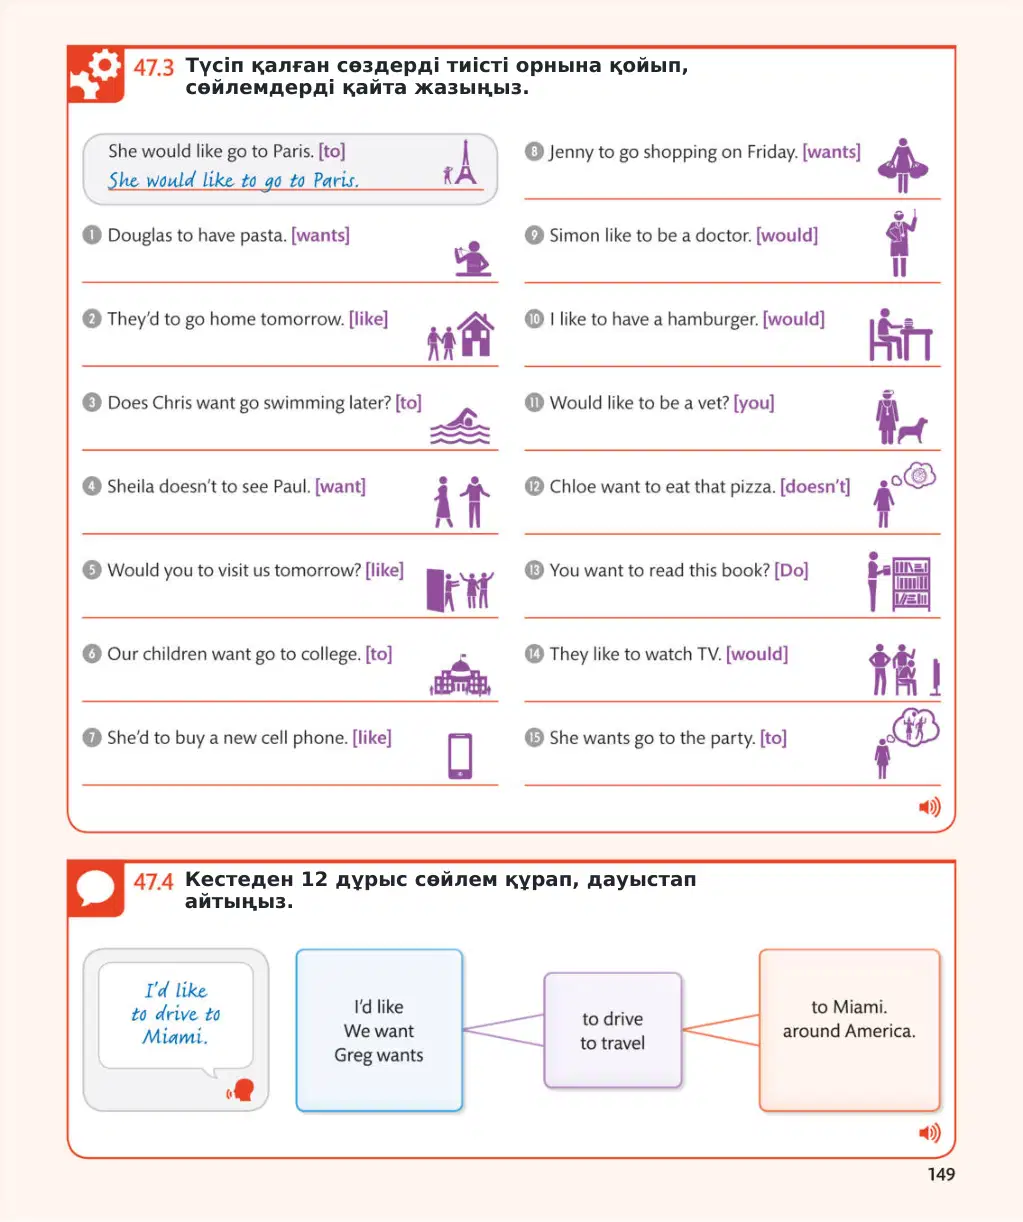 47.3 Түсіп қалған сөздерді тиісті орнына қойып,
сөйлемдерді қайта жазыңыз.
She would like go to Paris. [to]
She would like to go to Paris.
1 Douglas to have pasta. [wants]
2 They'd to go home tomorrow. [like]
3 Does Chris want go swimming later? [to]
4 Sheila doesn't to see Paul. [want]
5 Would you to visit us tomorrow? [like]
6 Our children want go to college. [to]
7 She'd to buy a new cell phone. [like]
8 Jenny to go shopping on Friday. [wants]
9 Simon like to be a doctor. [would]
10 I like to have a hamburger. [would]
11 Would like to be a vet? [you]
12 Chloe want to eat that pizza. [doesn't]
13 You want to read this book? [Do]
14 They like to watch TV. [would]
15 She wants go to the party. [to]
47.4 Кестеден 12 дұрыс сөйлем құрап, дауыстап
айтыңыз.
I'd like
to drive to
Miami.
I'd like
We want
Greg wants
to drive
to travel
to Miami.
around America.
149